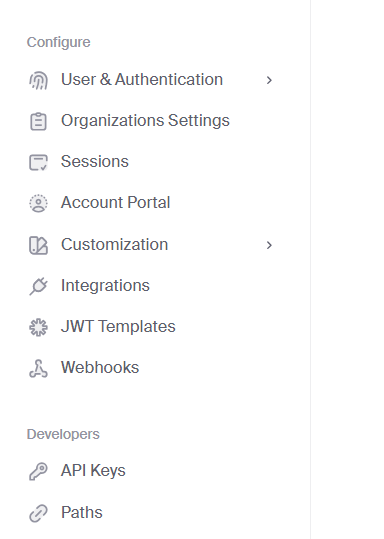 Configure
User & Authentication
Organizations Settings
Sessions
Account Portal
Customization
Integrations
JWT Templates
Webhooks
Developers
API Keys
Paths